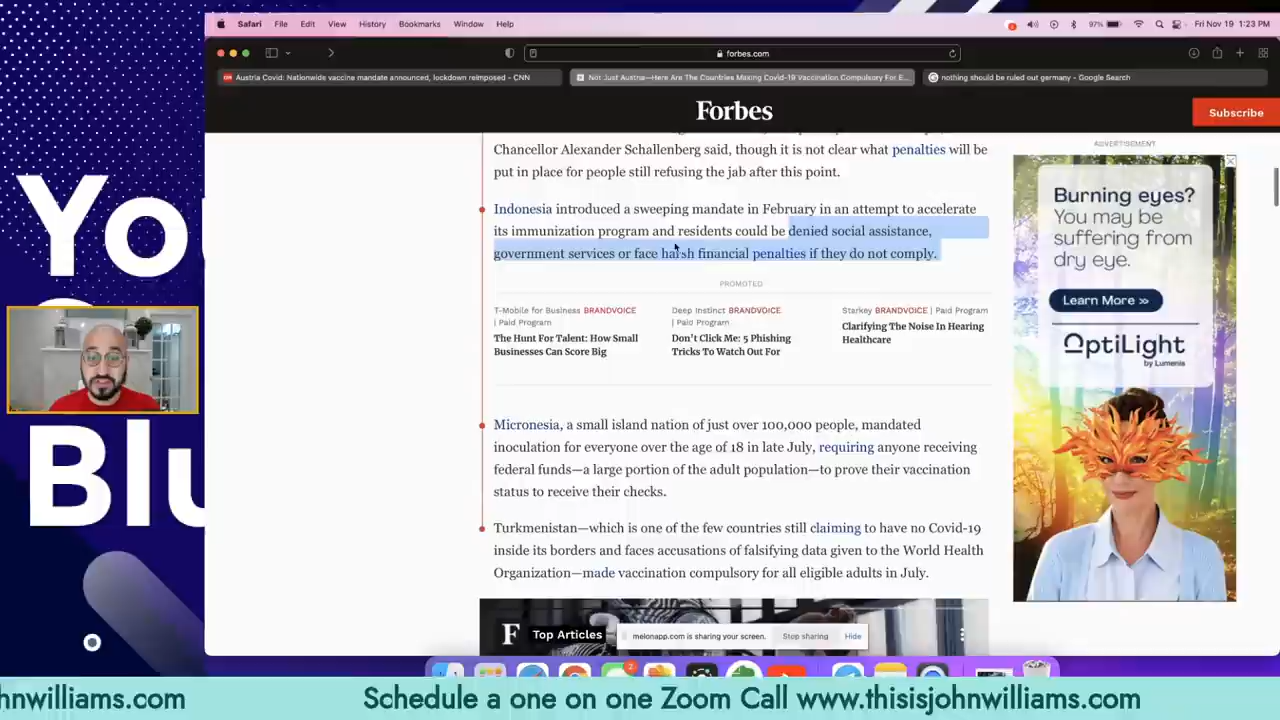 Safari File Edit View History Bookmarks Window Help
97% Fri Nov 19 1:23 PM
forbes.com
Austria Covid: Nationwide vaccine mandate announced, lockdown reimposed - CNN
Not Just Austria—Here Are The Countries Making Covid-19 Vaccination Compulsory For E...
nothing should be ruled out germany - Google Search
Forbes
Subscribe
Chancellor Alexander Schallenberg said, though it is not clear what penalties will be
put in place for people still refusing the jab after this point.
Indonesia introduced a sweeping mandate in February in an attempt to accelerate
its immunization program and residents could be denied social assistance,
government services or face harsh financial penalties if they do not comply.
PROMOTED
T-Mobile for Business BRANDVOICE
| Paid Program
The Hunt For Talent: How Small
Businesses Can Score Big
Deep Instinct BRANDVOICE
| Paid Program
Don't Click Me: 5 Phishing
Tricks To Watch Out For
Starkey BRANDVOICE | Paid Program
Clarifying The Noise In Hearing
Healthcare
Micronesia, a small island nation of just over 100,000 people, mandated
inoculation for everyone over the age of 18 in late July, requiring anyone receiving
federal funds—a large portion of the adult population—to prove their vaccination
status to receive their checks.
Turkmenistan—which is one of the few countries still claiming to have no Covid-19
inside its borders and faces accusations of falsifying data given to the World Health
Organization—made vaccination compulsory for all eligible adults in July.
F Top Articles
melonapp.com is sharing your screen. Stop sharing Hide
2
ADVERTISEMENT
Burning eyes?
You may be
suffering from
dry eye.
Learn More >>
OptiLight
by Lumenis
Yo
Blu
hnwilliams.com
Schedule a one on one Zoom Call www.thisisjohnwilliams.com